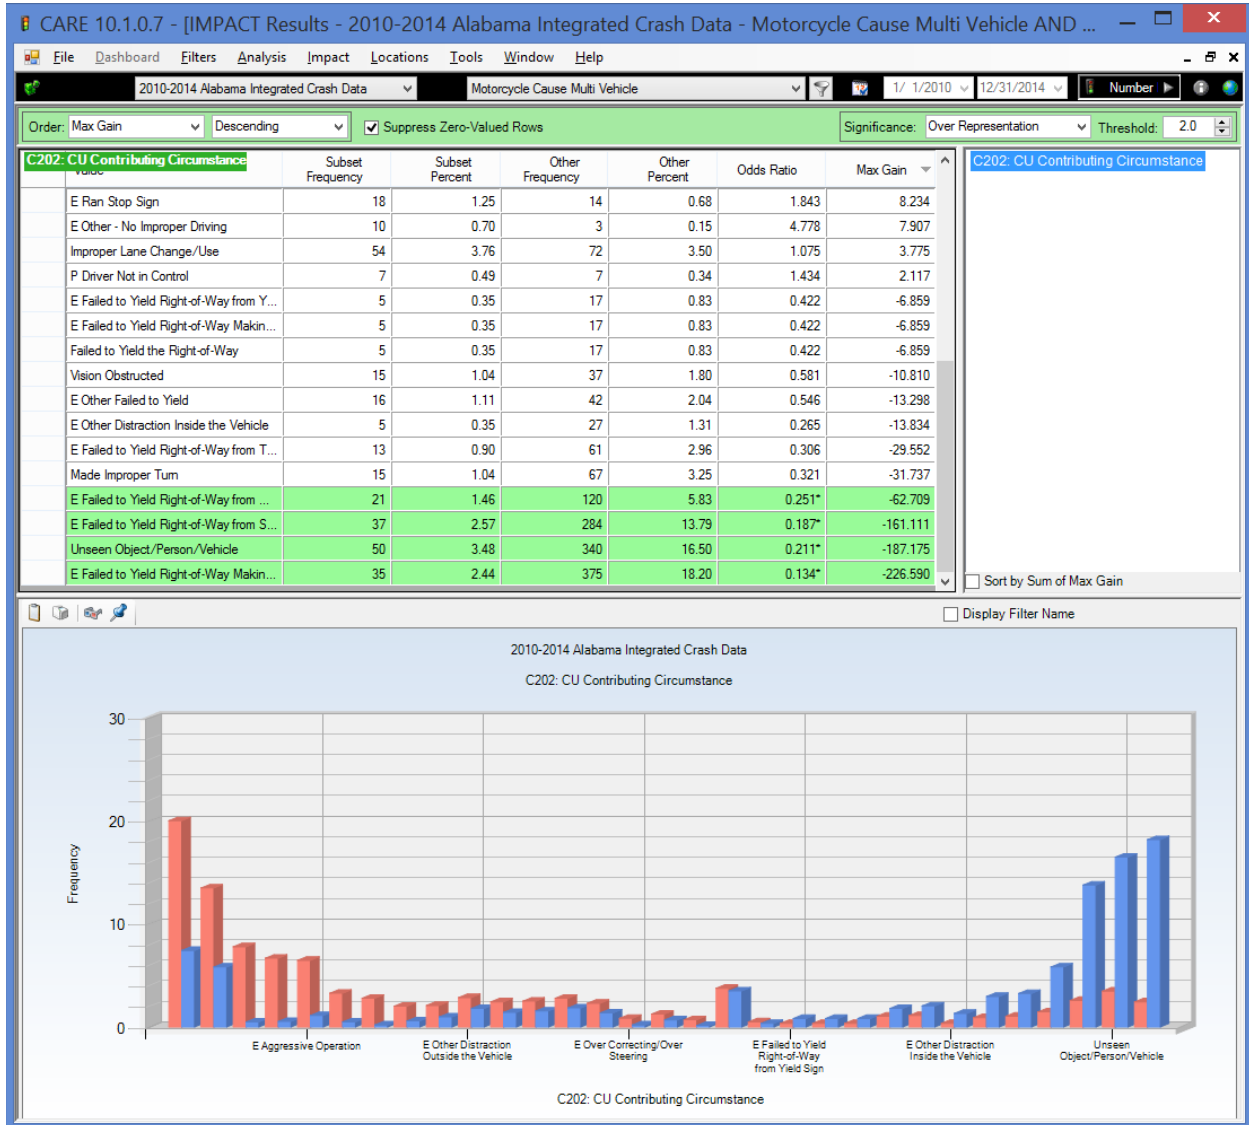 CARE 10.1.0.7 - [IMPACT Results - 2010-2014 Alabama Integrated Crash Data - Motorcycle Cause Multi Vehicle AND ...
File Dashboard Filters Analysis Impact Locations Tools Window Help
2010-2014 Alabama Integrated Crash Data Motorcycle Cause Multi Vehicle 1/ 1/2010 12/31/2014 Number
Order: Max Gain Descending Suppress Zero-Valued Rows Significance: Over Representation Threshold: 2.0
C202: CU Contributing Circumstance Subset Frequency Subset Percent Other Frequency Other Percent Odds Ratio Max Gain C202: CU Contributing Circumstance
E Ran Stop Sign 18 1.25 14 0.68 1.843 8.234
E Other - No Improper Driving 10 0.70 3 0.15 4.778 7.907
Improper Lane Change/Use 54 3.76 72 3.50 1.075 3.775
P Driver Not in Control 7 0.49 7 0.34 1.434 2.117
E Failed to Yield Right-of-Way from Y... 5 0.35 17 0.83 0.422 -6.859
E Failed to Yield Right-of-Way Makin... 5 0.35 17 0.83 0.422 -6.859
Failed to Yield the Right-of-Way 5 0.35 17 0.83 0.422 -6.859
Vision Obstructed 15 1.04 37 1.80 0.581 -10.810
E Other Failed to Yield 16 1.11 42 2.04 0.546 -13.298
E Other Distraction Inside the Vehicle 5 0.35 27 1.31 0.265 -13.834
E Failed to Yield Right-of-Way from T... 13 0.90 61 2.96 0.306 -29.552
Made Improper Turn 15 1.04 67 3.25 0.321 -31.737
E Failed to Yield Right-of-Way from ... 21 1.46 120 5.83 0.251* -62.709
E Failed to Yield Right-of-Way from S... 37 2.57 284 13.79 0.187* -161.111
Unseen Object/Person/Vehicle 50 3.48 340 16.50 0.211* -187.175
E Failed to Yield Right-of-Way Makin... 35 2.44 375 18.20 0.134* -226.590
Sort by Sum of Max Gain
Display Filter Name
2010-2014 Alabama Integrated Crash Data
C202: CU Contributing Circumstance
30
20
10
0
Frequency
E Aggressive Operation
E Other Distraction
Outside the Vehicle
E Over Correcting/Over
Steering
E Failed to Yield
Right-of-Way
from Yield Sign
E Other Distraction
Inside the Vehicle
Unseen
Object/Person/Vehicle
C202: CU Contributing Circumstance